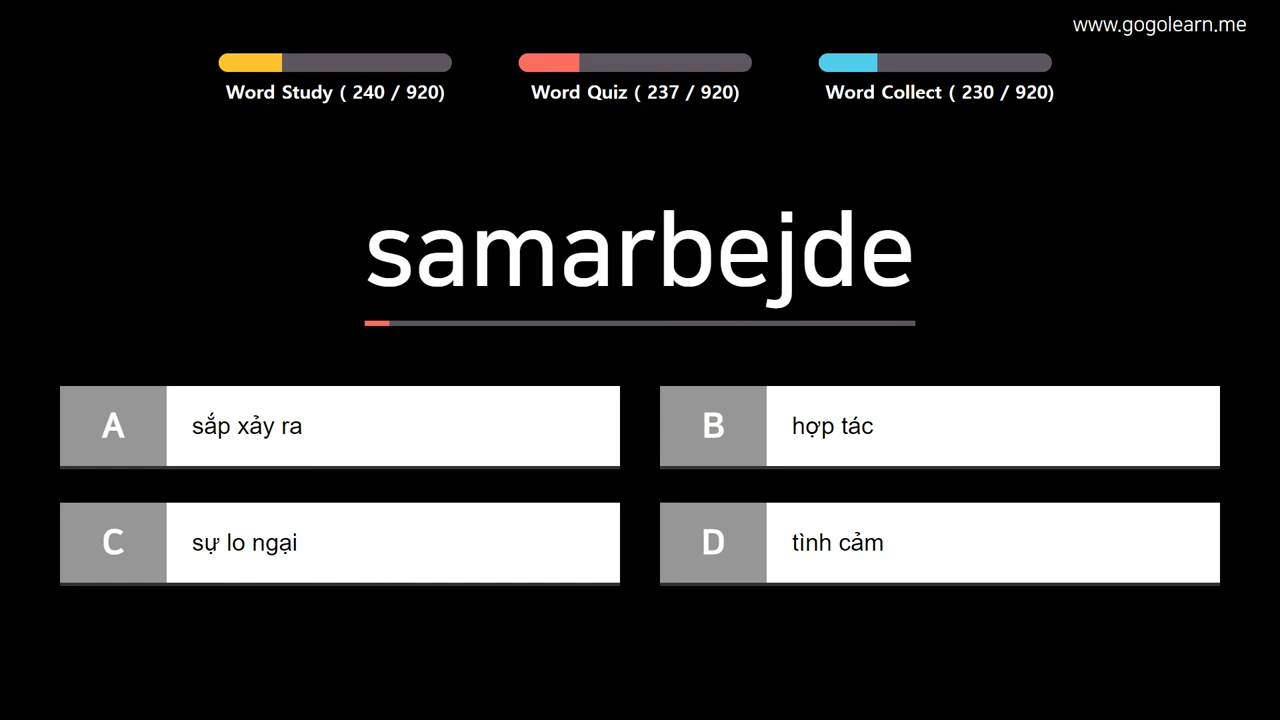 www.gogolearn.me
Word Study ( 240 / 920)
Word Quiz ( 237 / 920)
Word Collect ( 230 / 920)
samarbejde
A
sắp xảy ra
B
hợp tác
C
sự lo ngại
D
tình cảm